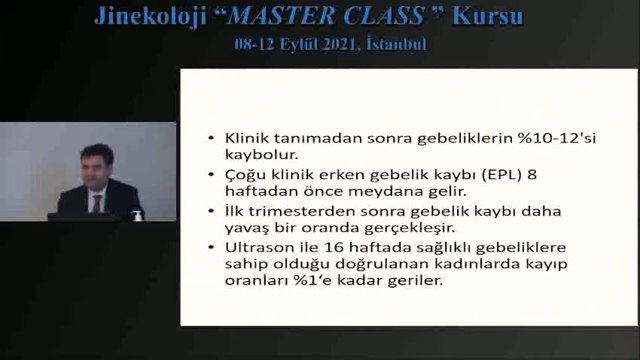 Jinekoloji “MASTER CLASS ” Kursu
08-12 Eylül 2021, İstanbul
• Klinik tanımadan sonra gebeliklerin %10-12'si
kaybolur.
• Çoğu klinik erken gebelik kaybı (EPL) 8
haftadan önce meydana gelir.
• İlk trimesterden sonra gebelik kaybı daha
yavaş bir oranda gerçekleşir.
• Ultrason ile 16 haftada sağlıklı gebeliklere
sahip olduğu doğrulanan kadınlarda kayıp
oranları %1‘e kadar geriler.